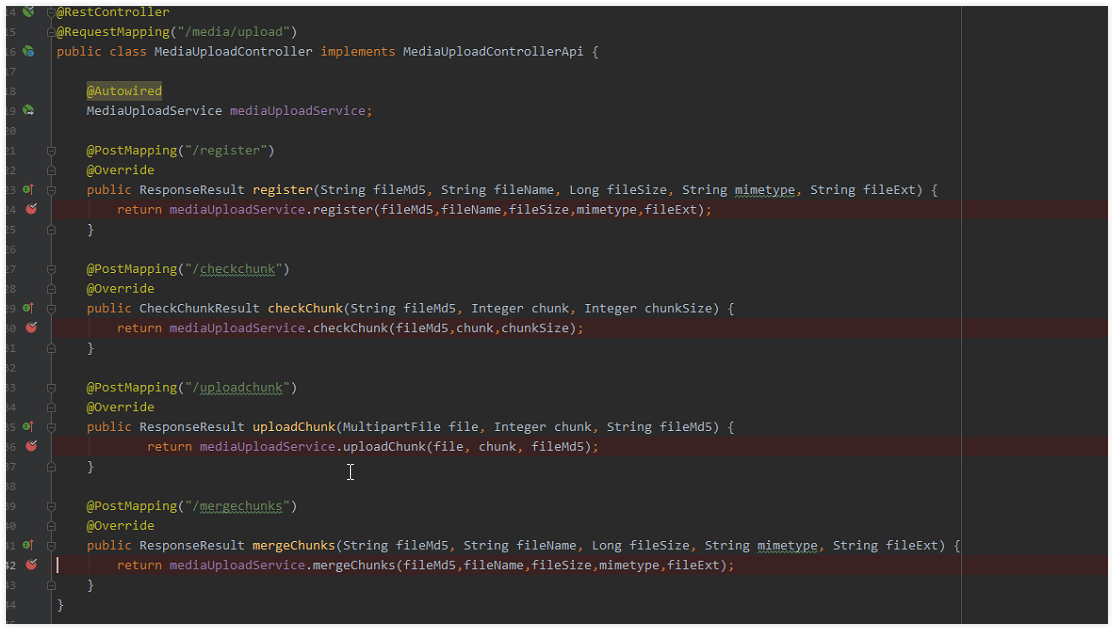 14 @RestController
15 @RequestMapping("/media/upload")
16 public class MediaUploadController implements MediaUploadControllerApi {
17
18 @Autowired
19 MediaUploadService mediaUploadService;
20
21 @PostMapping("/register")
22 @Override
23 public ResponseResult register(String fileMd5, String fileName, Long fileSize, String mimetype, String fileExt) {
24 return mediaUploadService.register(fileMd5,fileName,fileSize,mimetype,fileExt);
25 }
26
27 @PostMapping("/checkchunk")
28 @Override
29 public CheckChunkResult checkChunk(String fileMd5, Integer chunk, Integer chunkSize) {
30 return mediaUploadService.checkChunk(fileMd5,chunk,chunkSize);
31 }
32
33 @PostMapping("/uploadchunk")
34 @Override
35 public ResponseResult uploadChunk(MultipartFile file, Integer chunk, String fileMd5) {
36 return mediaUploadService.uploadChunk(file, chunk, fileMd5);
37 }
38
39 @PostMapping("/mergechunks")
40 @Override
41 public ResponseResult mergeChunks(String fileMd5, String fileName, Long fileSize, String mimetype, String fileExt) {
42 return mediaUploadService.mergeChunks(fileMd5,fileName,fileSize,mimetype,fileExt);
43 }
44 }